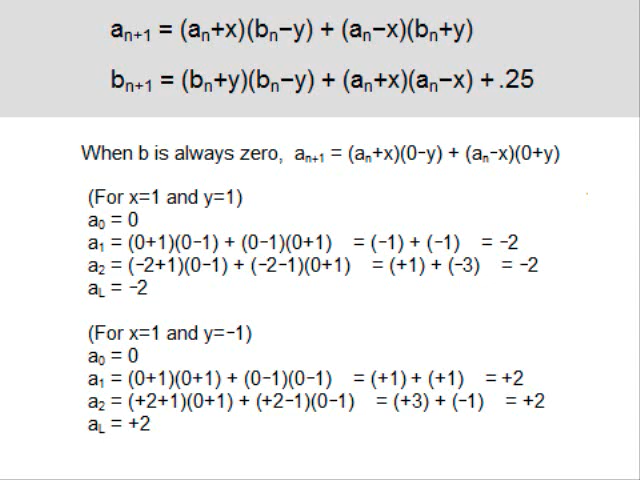 aₙ₊₁ = (aₙ+x)(bₙ−y) + (aₙ−x)(bₙ+y)
bₙ₊₁ = (bₙ+y)(bₙ−y) + (aₙ+x)(aₙ−x) + .25
When b is always zero, aₙ₊₁ = (aₙ+x)(0−y) + (aₙ-x)(0+y)
(For x=1 and y=1)
a₀ = 0
a₁ = (0+1)(0−1) + (0−1)(0+1) = (−1) + (−1) = −2
a₂ = (−2+1)(0−1) + (−2−1)(0+1) = (+1) + (−3) = −2
a_L = −2
(For x=1 and y=−1)
a₀ = 0
a₁ = (0+1)(0+1) + (0−1)(0−1) = (+1) + (+1) = +2
a₂ = (+2+1)(0+1) + (+2−1)(0−1) = (+3) + (−1) = +2
a_L = +2